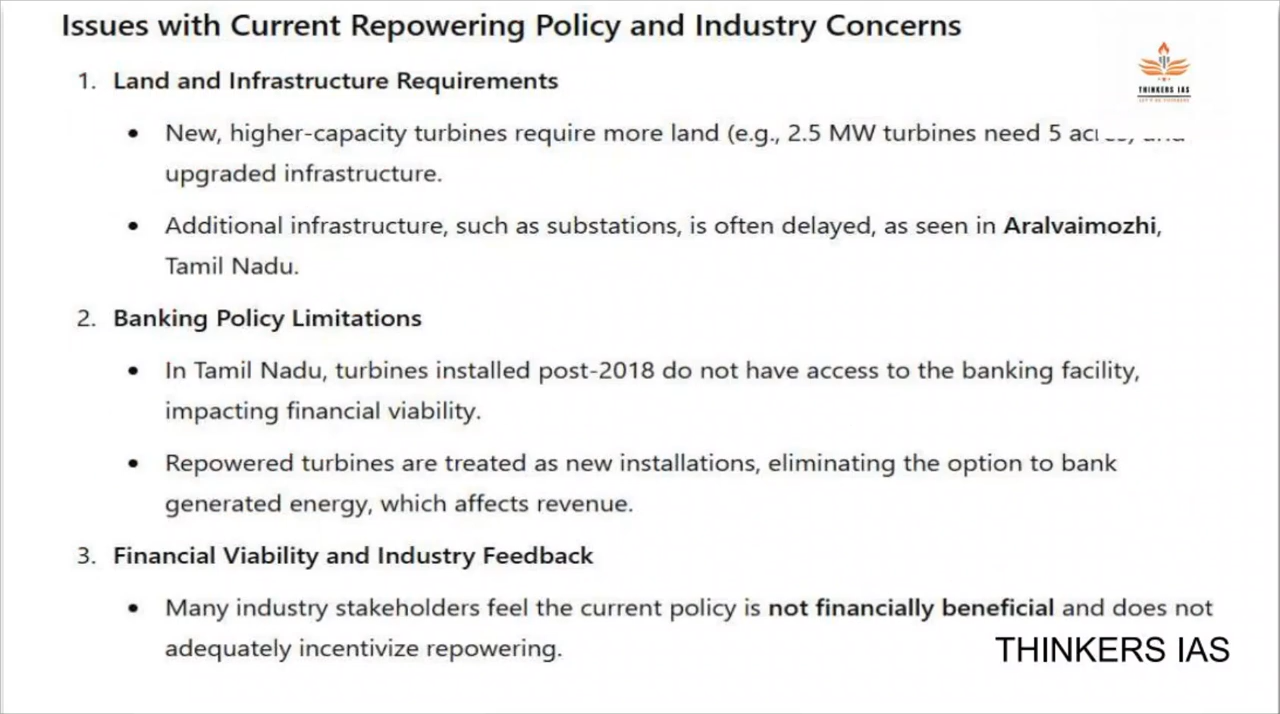 Issues with Current Repowering Policy and Industry Concerns
THINKERS IAS
1. Land and Infrastructure Requirements
• New, higher-capacity turbines require more land (e.g., 2.5 MW turbines need 5
upgraded infrastructure.
• Additional infrastructure, such as substations, is often delayed, as seen in Aralvaimozhi,
Tamil Nadu.
2. Banking Policy Limitations
• In Tamil Nadu, turbines installed post-2018 do not have access to the banking facility,
impacting financial viability.
• Repowered turbines are treated as new installations, eliminating the option to bank
generated energy, which affects revenue.
3. Financial Viability and Industry Feedback
• Many industry stakeholders feel the current policy is not financially beneficial and does not
adequately incentivize repowering.
THINKERS IAS